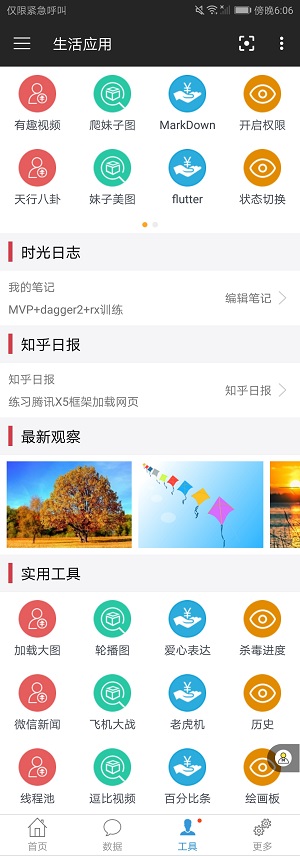 仅限紧急呼叫 傍晚6:06
生活应用
有趣视频 爬妹子图 MarkDown 开启权限
天行八卦 妹子美图 flutter 状态切换
时光日志
我的笔记
编辑笔记
MVP+dagger2+rx训练
知乎日报
知乎日报
知乎日报
练习腾讯X5框架加载网页
最新观察
实用工具
加载大图 轮播图 爱心表达 杀毒进度
微信新闻 飞机大战 老虎机 历史
线程池 逗比视频 百分比条 绘画板
首页 数据 工具 更多